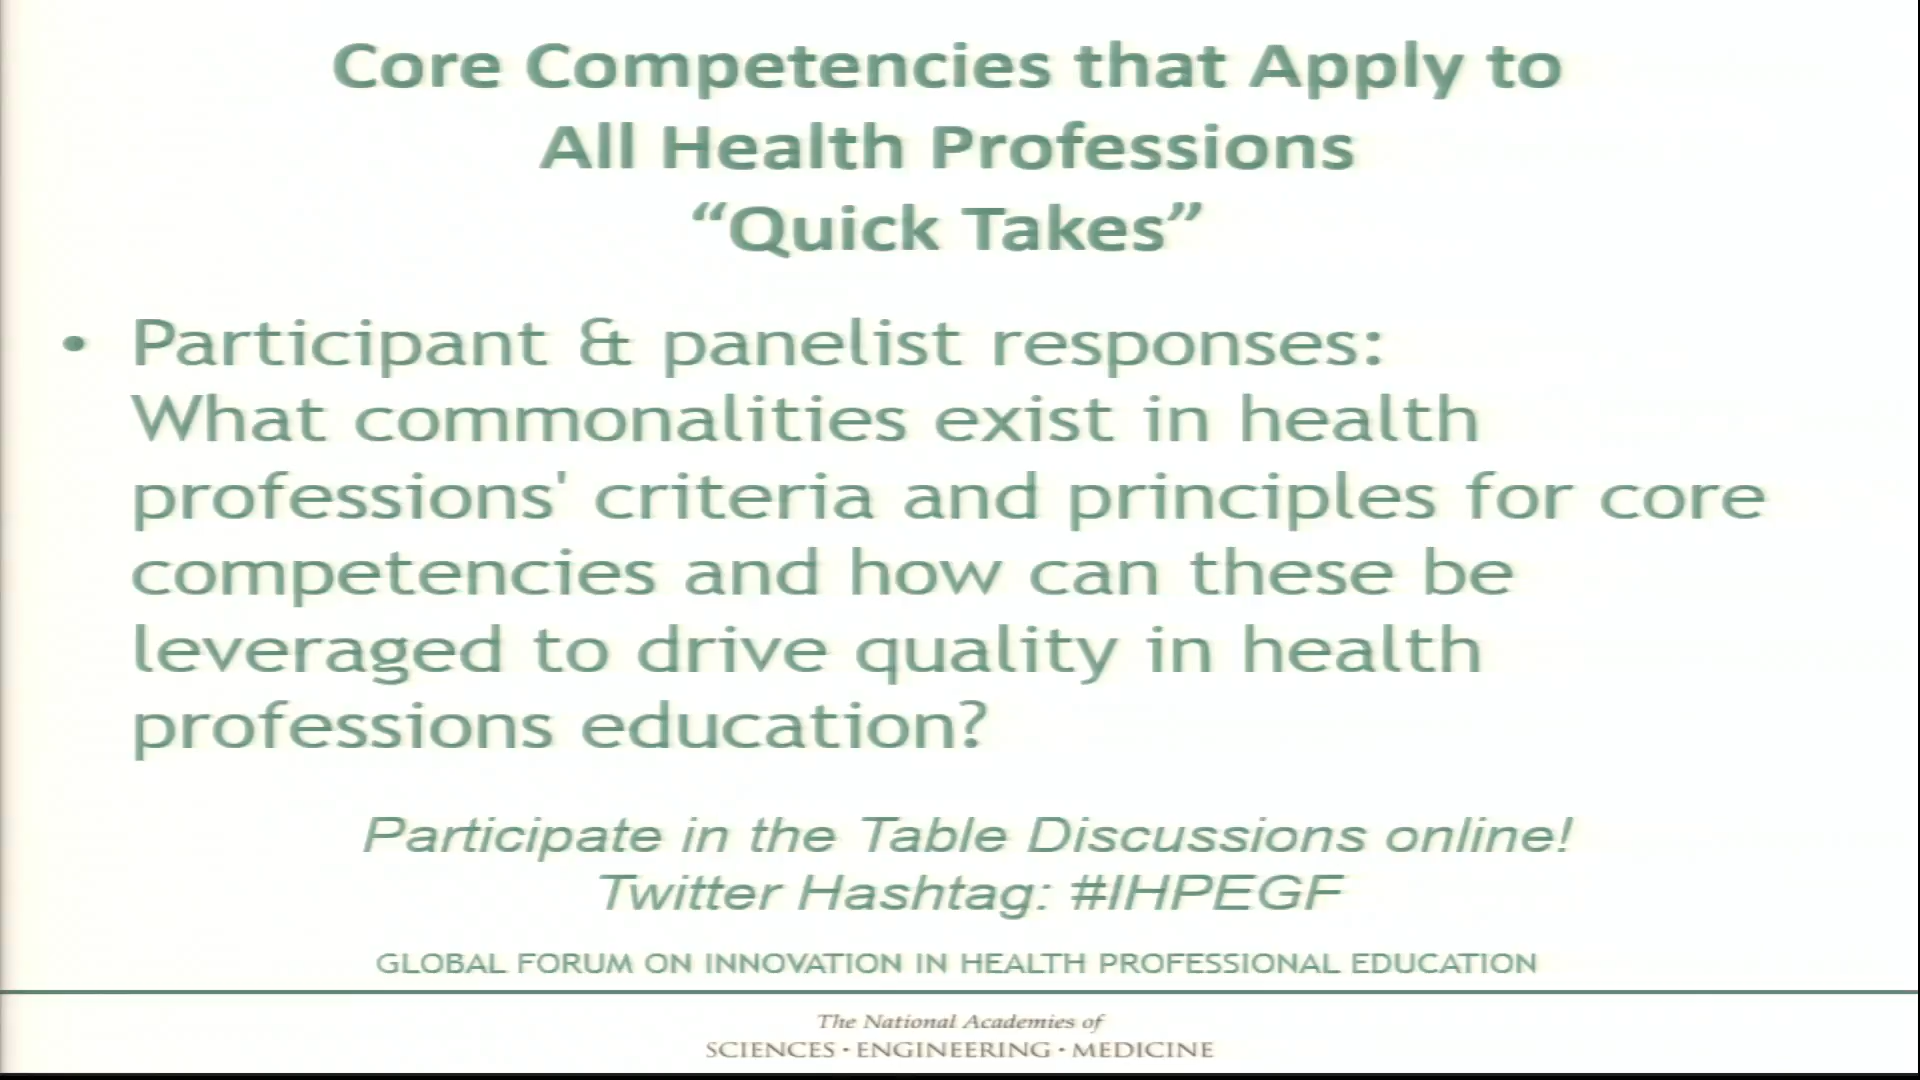 Core Competencies that Apply to
All Health Professions
“Quick Takes”
• Participant & panelist responses:
What commonalities exist in health
professions' criteria and principles for core
competencies and how can these be
leveraged to drive quality in health
professions education?
Participate in the Table Discussions online!
Twitter Hashtag: #IHPEGF
GLOBAL FORUM ON INNOVATION IN HEALTH PROFESSIONAL EDUCATION
The National Academies of
SCIENCES · ENGINEERING · MEDICINE